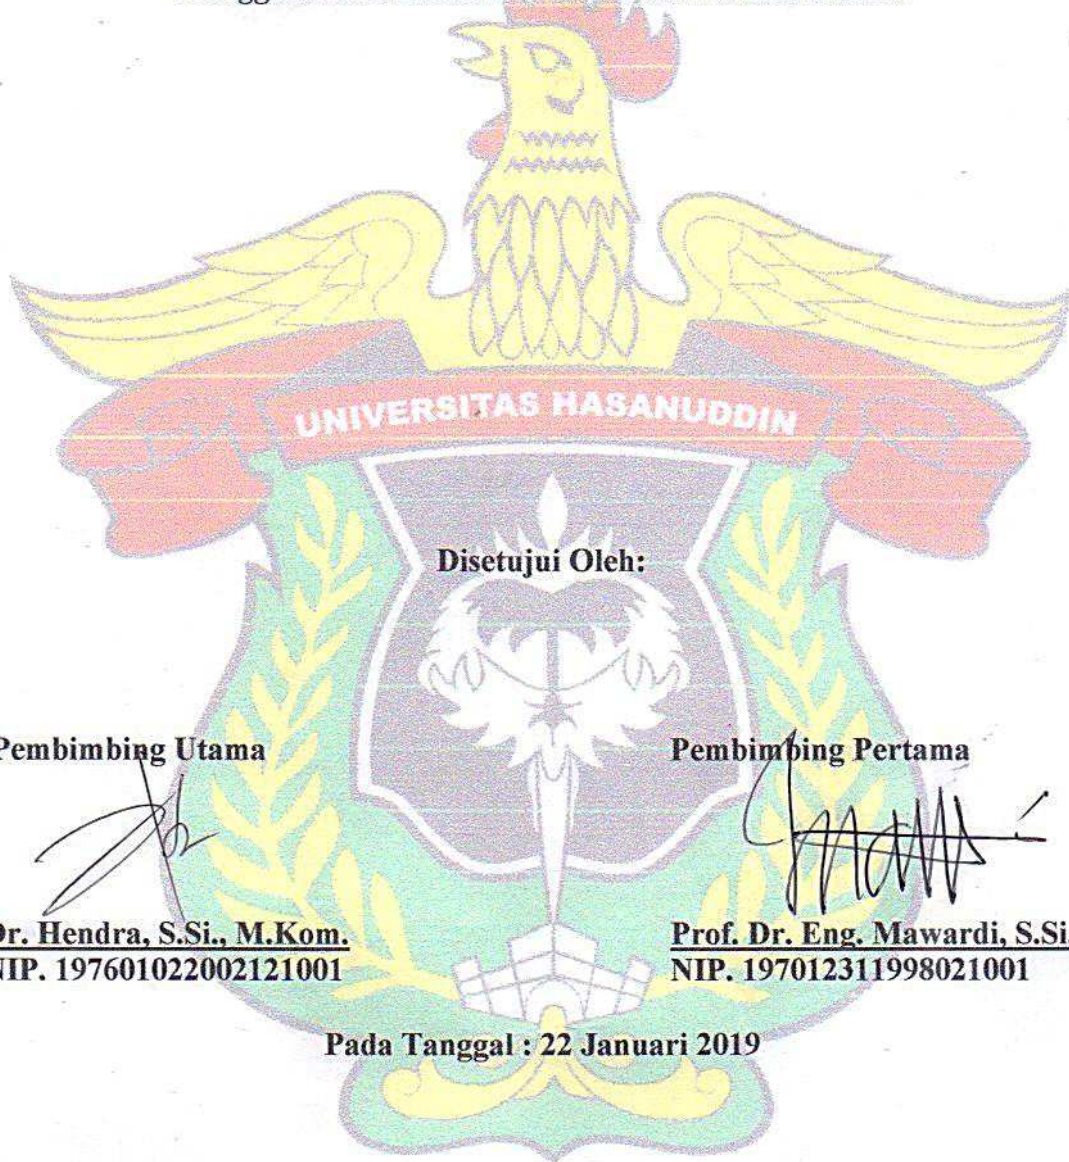 UNIVERSITAS HASANUDDIN
Disetujui Oleh:
Pembimbing Utama
Pembimbing Pertama
Dr. Hendra, S.Si., M.Kom.
Prof. Dr. Eng. Mawardi, S.Si.
NIP. 197601022002121001
NIP. 197012311998021001
Pada Tanggal : 22 Januari 2019